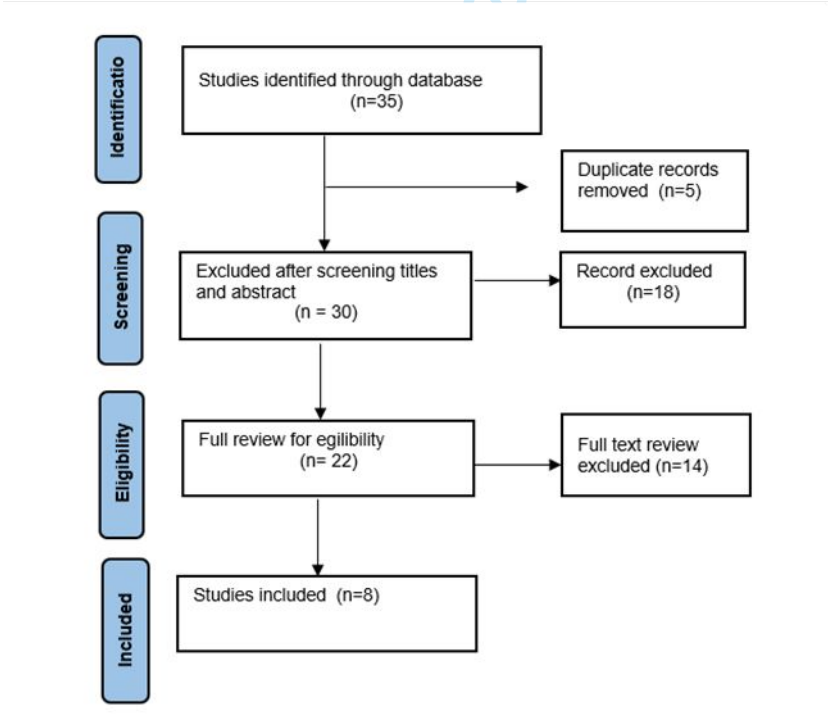 Identificatio
Studies identified through database
(n=35)
Duplicate records
removed (n=5)
Screening
Excluded after screening titles
and abstract
(n = 30)
Record excluded
(n=18)
Eligibility
Full review for egilibility
(n= 22)
Full text review
excluded (n=14)
Included
Studies included (n=8)